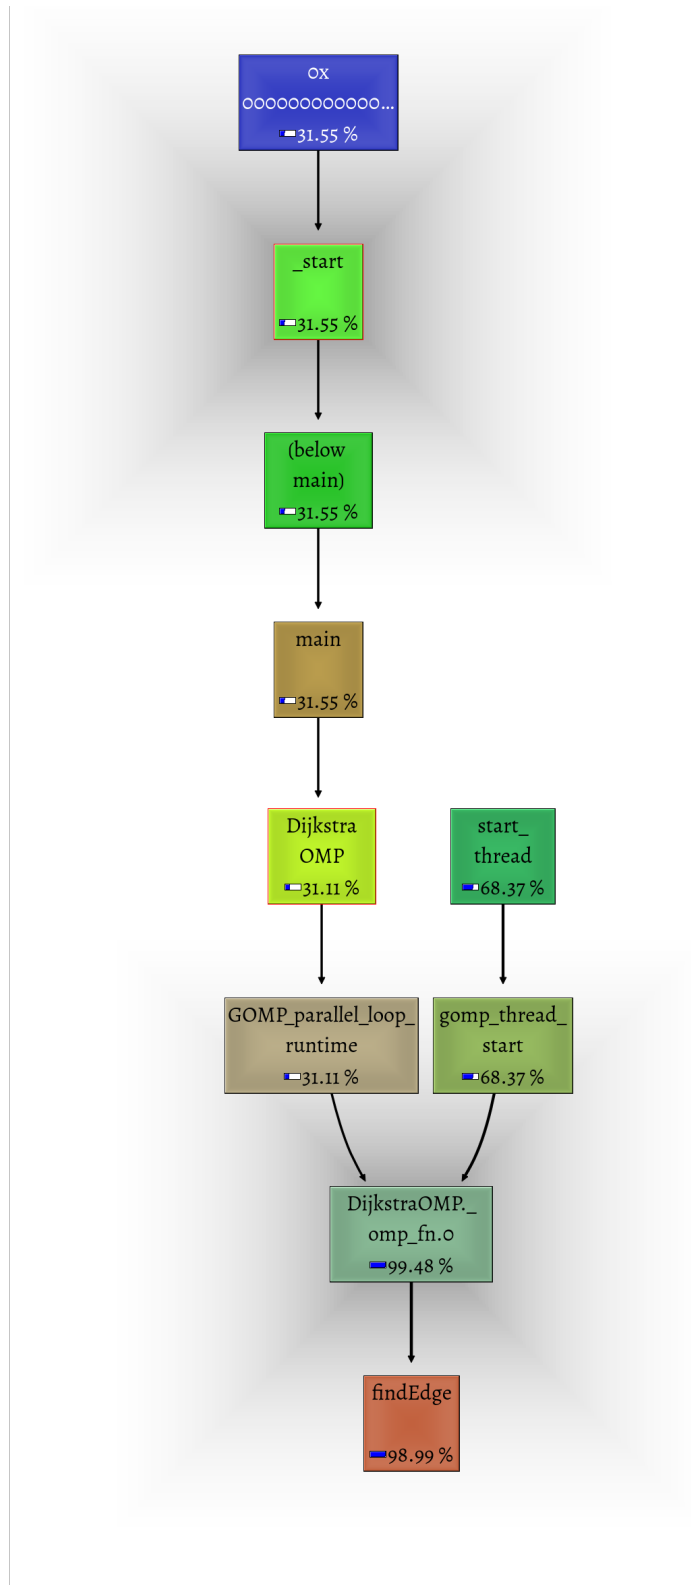 0x
000000000000...
31.55 %
_start
31.55 %
(below
main)
31.55 %
main
31.55 %
Dijkstra
OMP
31.11 %
start_
thread
68.37 %
GOMP_parallel_loop_
runtime
31.11 %
gomp_thread_
start
68.37 %
DijkstraOMP._
omp_fn.0
99.48 %
findEdge
98.99 %